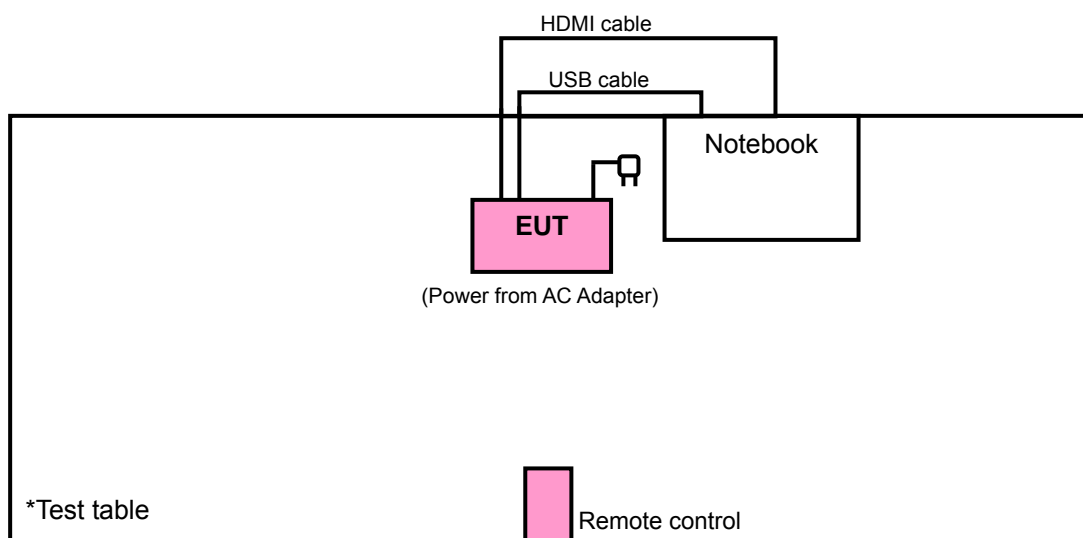 HDMI cable
USB cable
Notebook
EUT
(Power from AC Adapter)
*Test table
Remote control